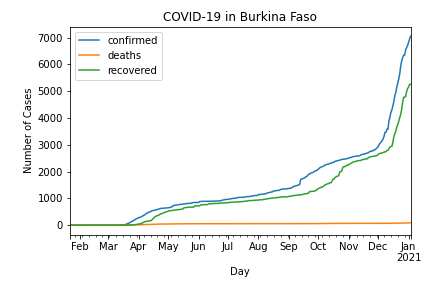 COVID-19 in Burkina Faso
confirmed
deaths
recovered
Number of Cases
7000
6000
5000
4000
3000
2000
1000
0
Feb Mar Apr May Jun Jul Aug Sep Oct Nov Dec Jan
2021
Day